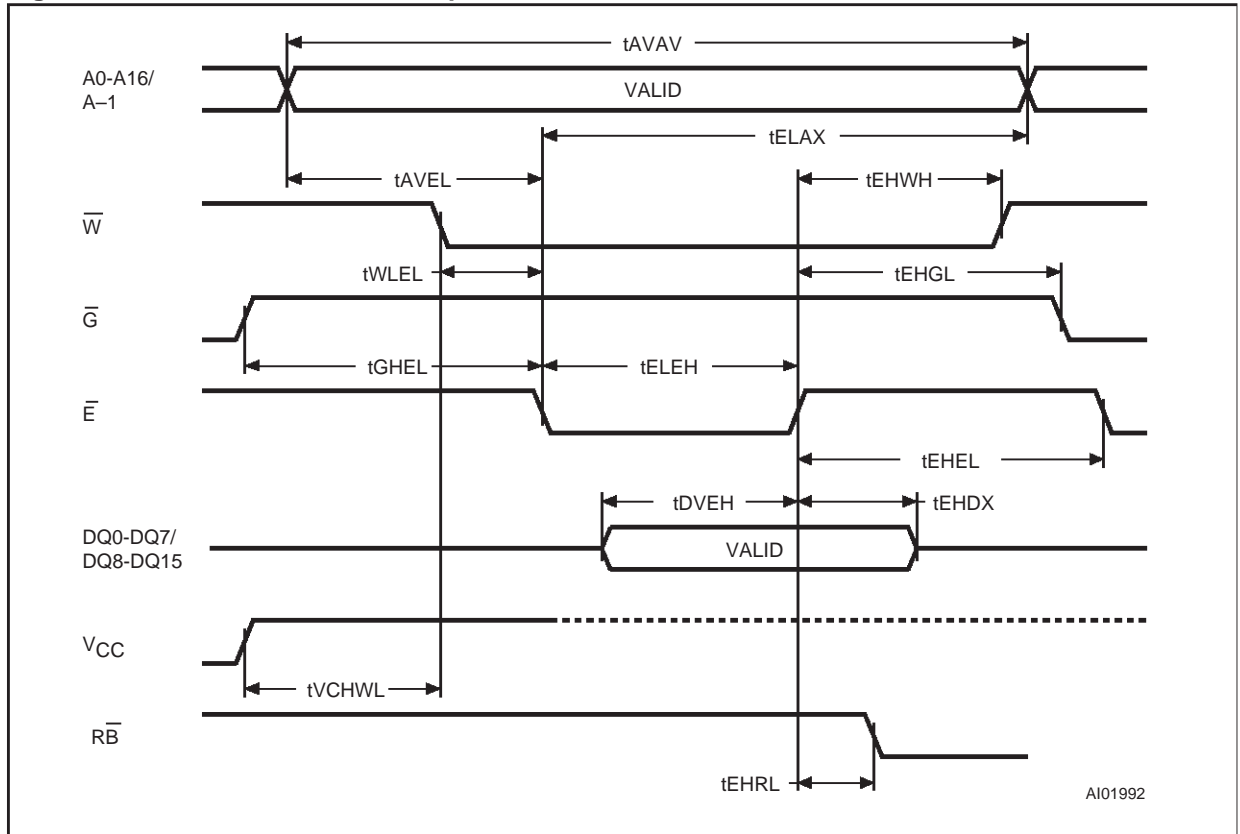 tAVAV
A0-A16/
A–1
VALID
tELAX
tAVEL
tEHWH
W̅
tWLEL
tEHGL
G̅
tGHEL
tELEH
E̅
tEHEL
tDVEH
tEHDX
DQ0-DQ7/
DQ8-DQ15
VALID
VCC
tVCHWL
RB̅
tEHRL
AI01992